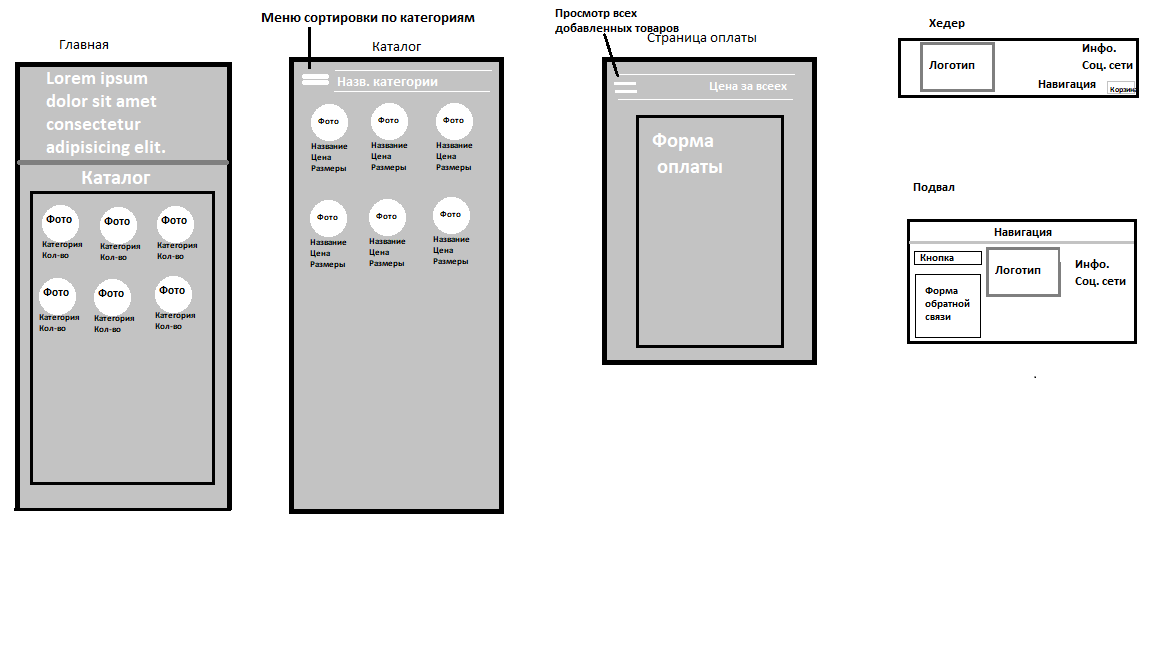 Главная
Lorem ipsum
dolor sit amet
consectetur
adipisicing elit.
Каталог
Фото
Фото
Фото
Категория
Кол-во
Категория
Кол-во
Категория
Кол-во
Фото
Фото
Фото
Категория
Кол-во
Категория
Кол-во
Категория
Кол-во
Меню сортировки по категориям
Каталог
Назв. категории
Фото
Фото
Фото
Название
Цена
Размеры
Название
Цена
Размеры
Название
Цена
Размеры
Фото
Фото
Фото
Название
Цена
Размеры
Название
Цена
Размеры
Название
Цена
Размеры
Просмотр всех
добавленных товаров
Страница оплаты
Цена за всеех
Форма
оплаты
Хедер
Логотип
Инфо.
Соц. сети
Навигация
Корзина
Подвал
Навигация
Кнопка
Форма
обратной
связи
Логотип
Инфо.
Соц. сети